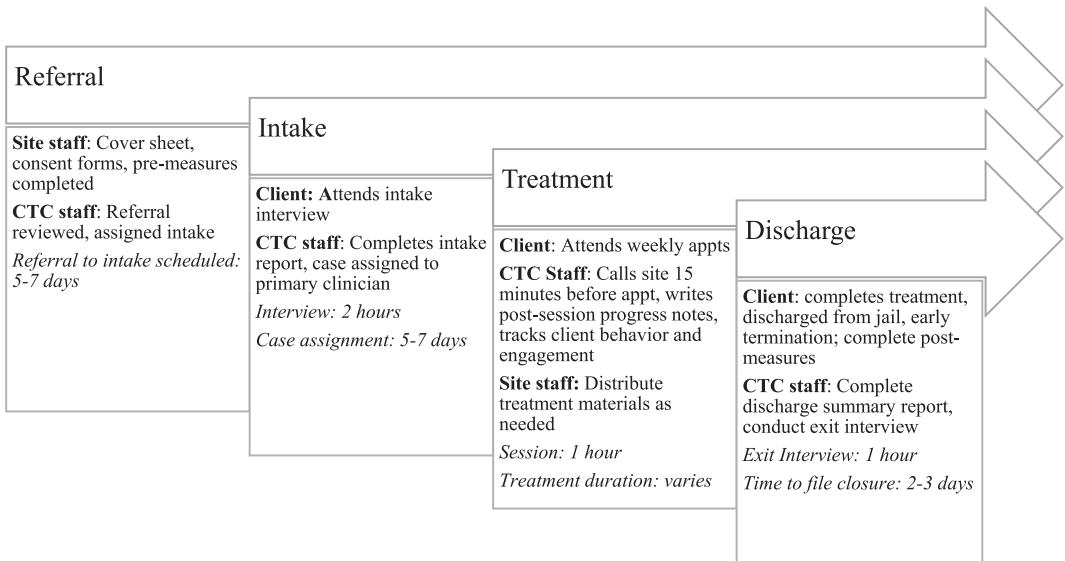 Referral
Site staff: Cover sheet,
consent forms, pre-measures
completed
CTC staff: Referral
reviewed, assigned intake
Referral to intake scheduled:
5-7 days
Intake
Client: Attends intake
interview
CTC staff: Completes intake
report, case assigned to
primary clinician
Interview: 2 hours
Case assignment: 5-7 days
Treatment
Client: Attends weekly appts
CTC Staff: Calls site 15
minutes before appt, writes
post-session progress notes,
tracks client behavior and
engagement
Site staff: Distribute
treatment materials as
needed
Session: 1 hour
Treatment duration: varies
Discharge
Client: completes treatment,
discharged from jail, early
termination; complete post-
measures
CTC staff: Complete
discharge summary report,
conduct exit interview
Exit Interview: 1 hour
Time to file closure: 2-3 days